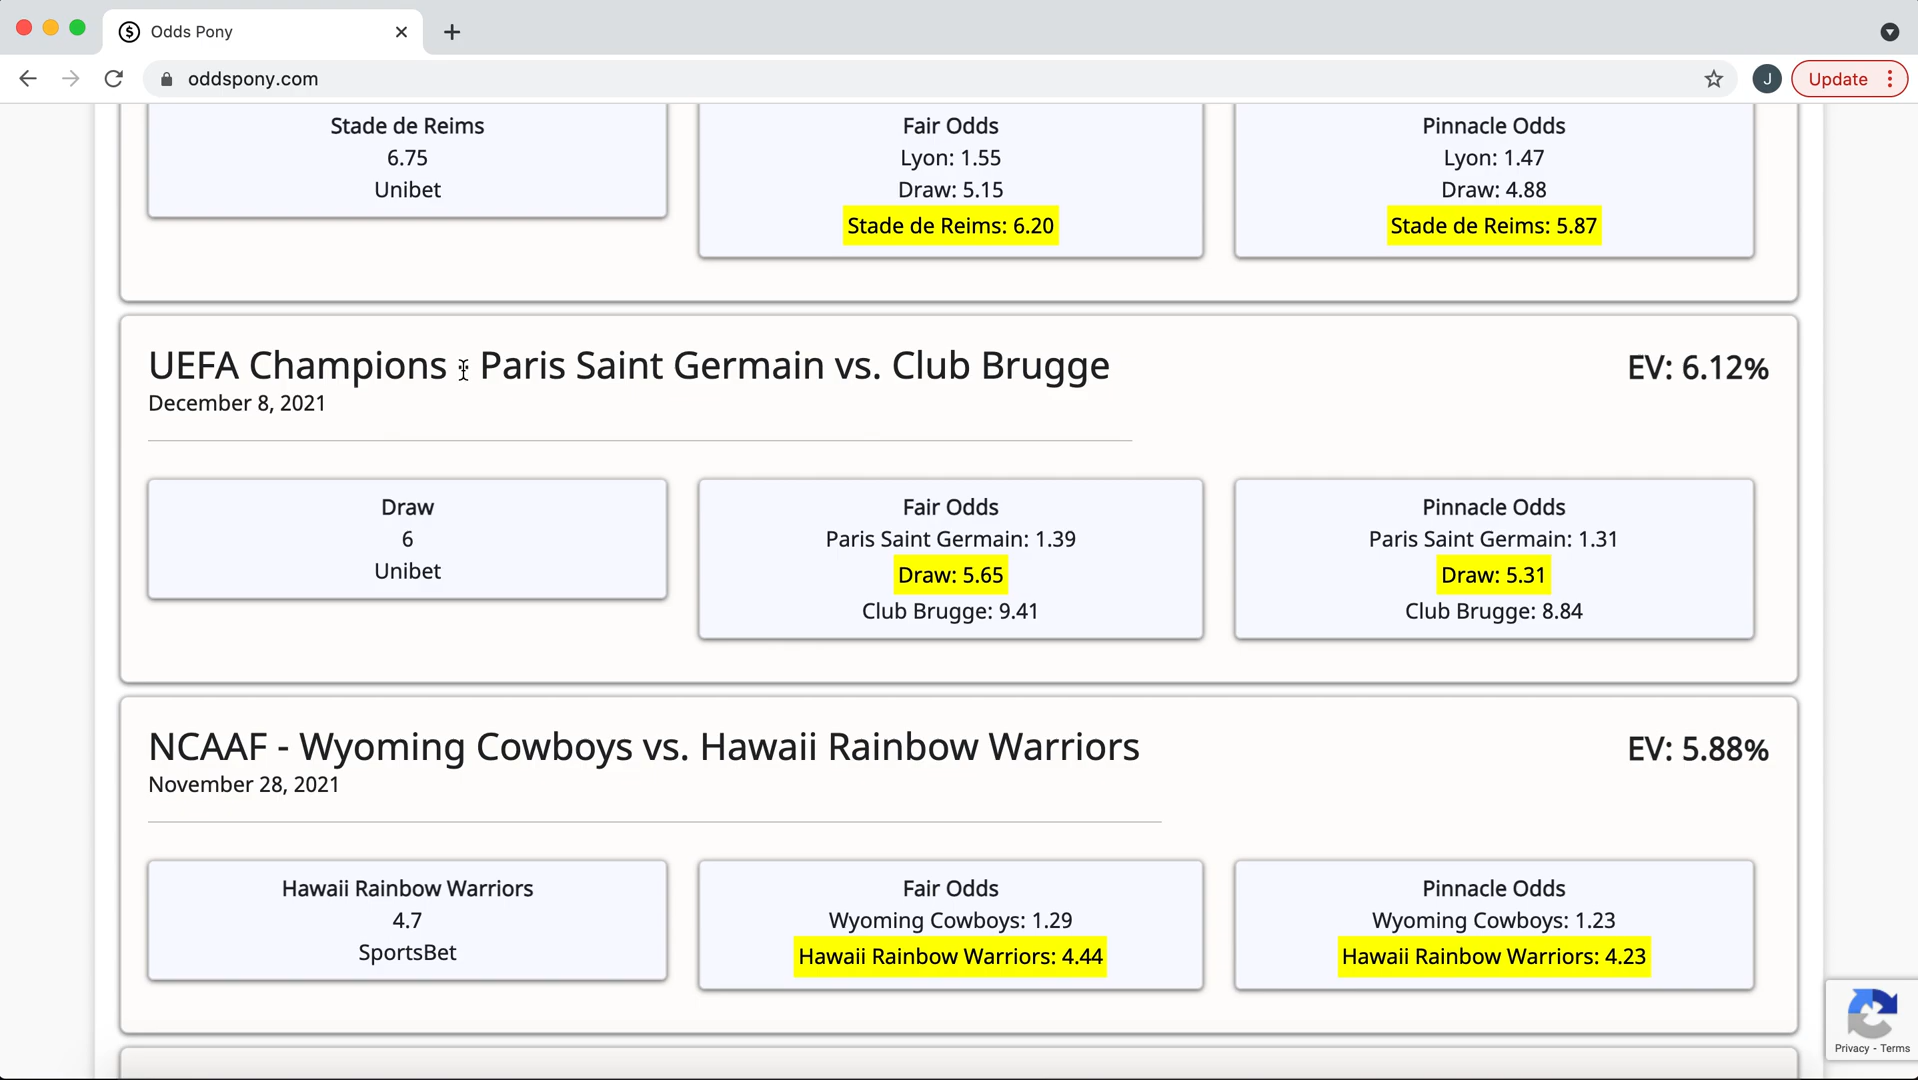 Odds Pony
oddspony.com
J
Update
Stade de Reims
6.75
Unibet
Fair Odds
Lyon: 1.55
Draw: 5.15
Stade de Reims: 6.20
Pinnacle Odds
Lyon: 1.47
Draw: 4.88
Stade de Reims: 5.87
UEFA Champions - Paris Saint Germain vs. Club Brugge
EV: 6.12%
December 8, 2021
Draw
6
Unibet
Fair Odds
Paris Saint Germain: 1.39
Draw: 5.65
Club Brugge: 9.41
Pinnacle Odds
Paris Saint Germain: 1.31
Draw: 5.31
Club Brugge: 8.84
NCAAF - Wyoming Cowboys vs. Hawaii Rainbow Warriors
EV: 5.88%
November 28, 2021
Hawaii Rainbow Warriors
4.7
SportsBet
Fair Odds
Wyoming Cowboys: 1.29
Hawaii Rainbow Warriors: 4.44
Pinnacle Odds
Wyoming Cowboys: 1.23
Hawaii Rainbow Warriors: 4.23
Privacy - Terms